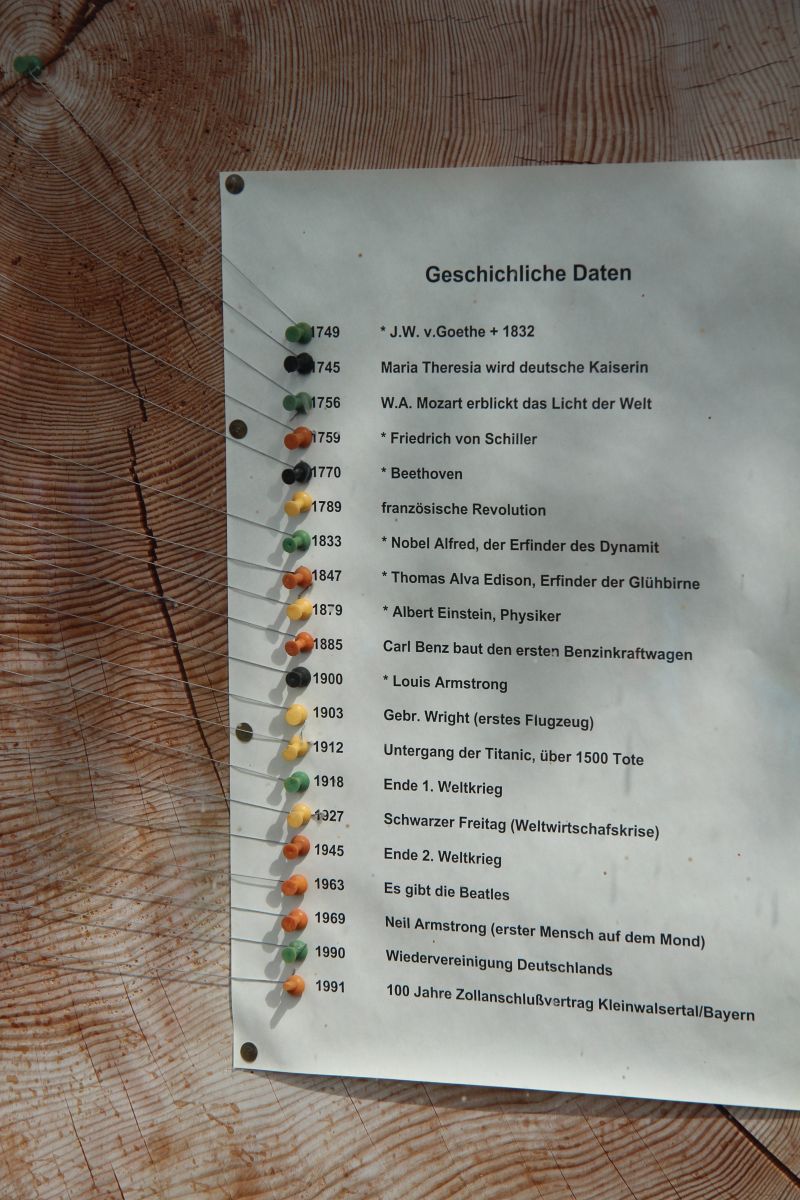 Geschichliche Daten
1749 * J.W. v.Goethe + 1832
1745 Maria Theresia wird deutsche Kaiserin
1756 W.A. Mozart erblickt das Licht der Welt
1759 * Friedrich von Schiller
1770 * Beethoven
1789 französische Revolution
1833 * Nobel Alfred, der Erfinder des Dynamit
1847 * Thomas Alva Edison, Erfinder der Glühbirne
1879 * Albert Einstein, Physiker
1885 Carl Benz baut den ersten Benzinkraftwagen
1900 * Louis Armstrong
1903 Gebr. Wright (erstes Flugzeug)
1912 Untergang der Titanic, über 1500 Tote
1918 Ende 1. Weltkrieg
1927 Schwarzer Freitag (Weltwirtschafskrise)
1945 Ende 2. Weltkrieg
1963 Es gibt die Beatles
1969 Neil Armstrong (erster Mensch auf dem Mond)
1990 Wiedervereinigung Deutschlands
1991 100 Jahre Zollanschlußvertrag Kleinwalsertal/Bayern